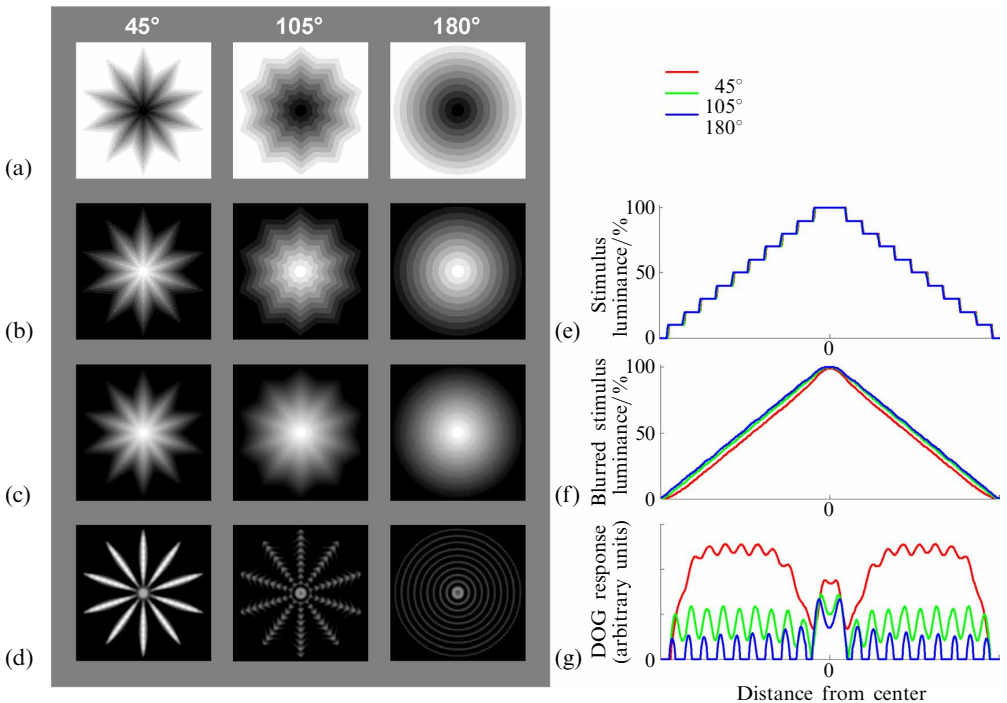 45° 105° 180°
(a)
(b)
(c)
(d)
45°
105°
180°
Stimulus
luminance/%
100
50
0
0
(e)
Blurred stimulus
luminance/%
100
50
0
0
(f)
DOG response
(arbitrary units)
0
0
(g)
Distance from center